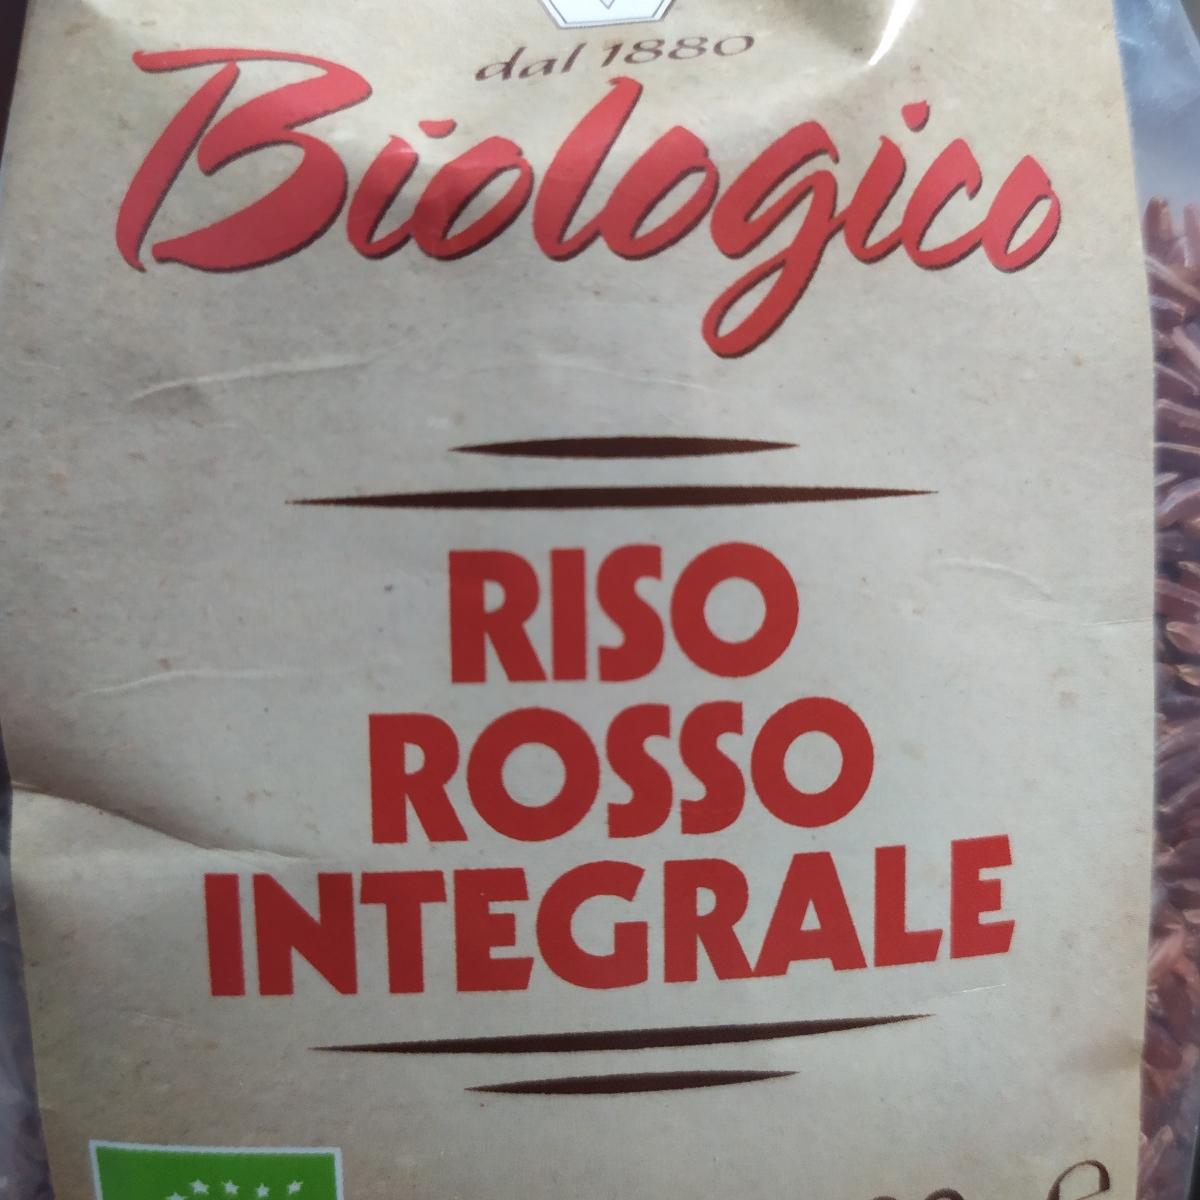 dal 1880
Biologico
RISO
ROSSO
INTEGRALE